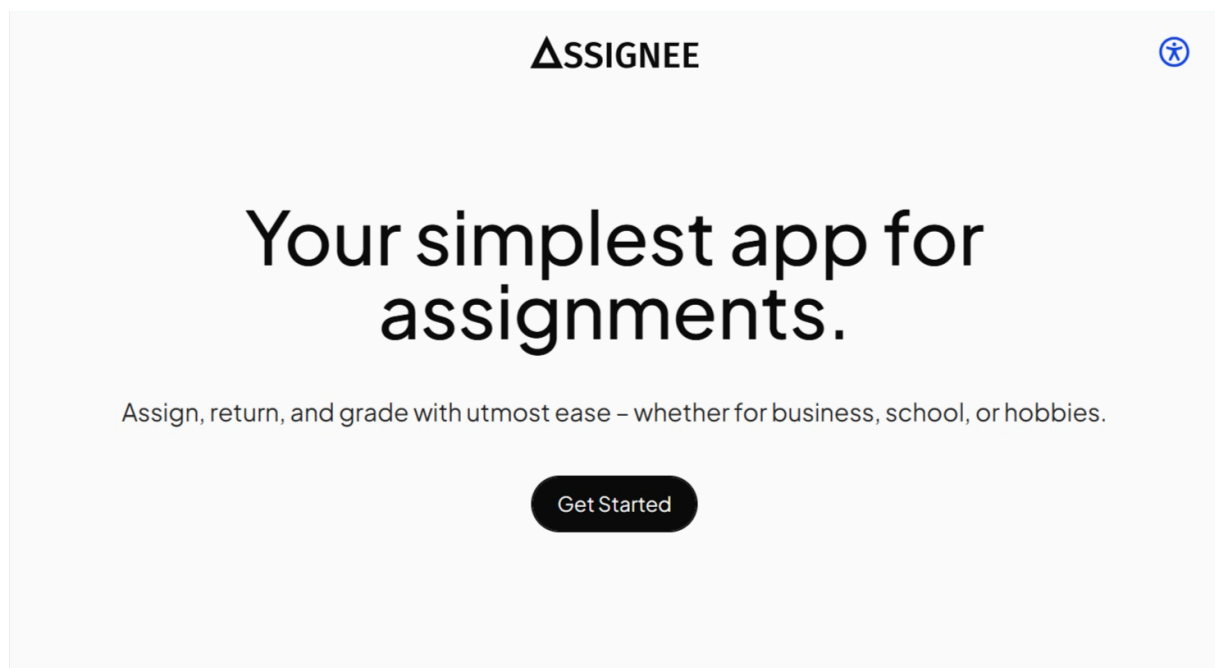 ASSIGNEE
Your simplest app for
assignments.
Assign, return, and grade with utmost ease – whether for business, school, or hobbies.
Get Started